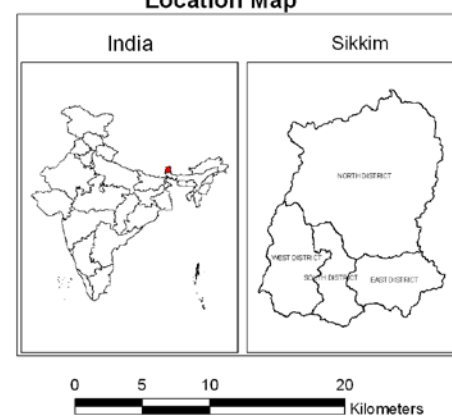 Location Map
India
Sikkim
NORTH DISTRICT
WEST DISTRICT
SOUTH DISTRICT
EAST DISTRICT
0 5 10 20
Kilometers